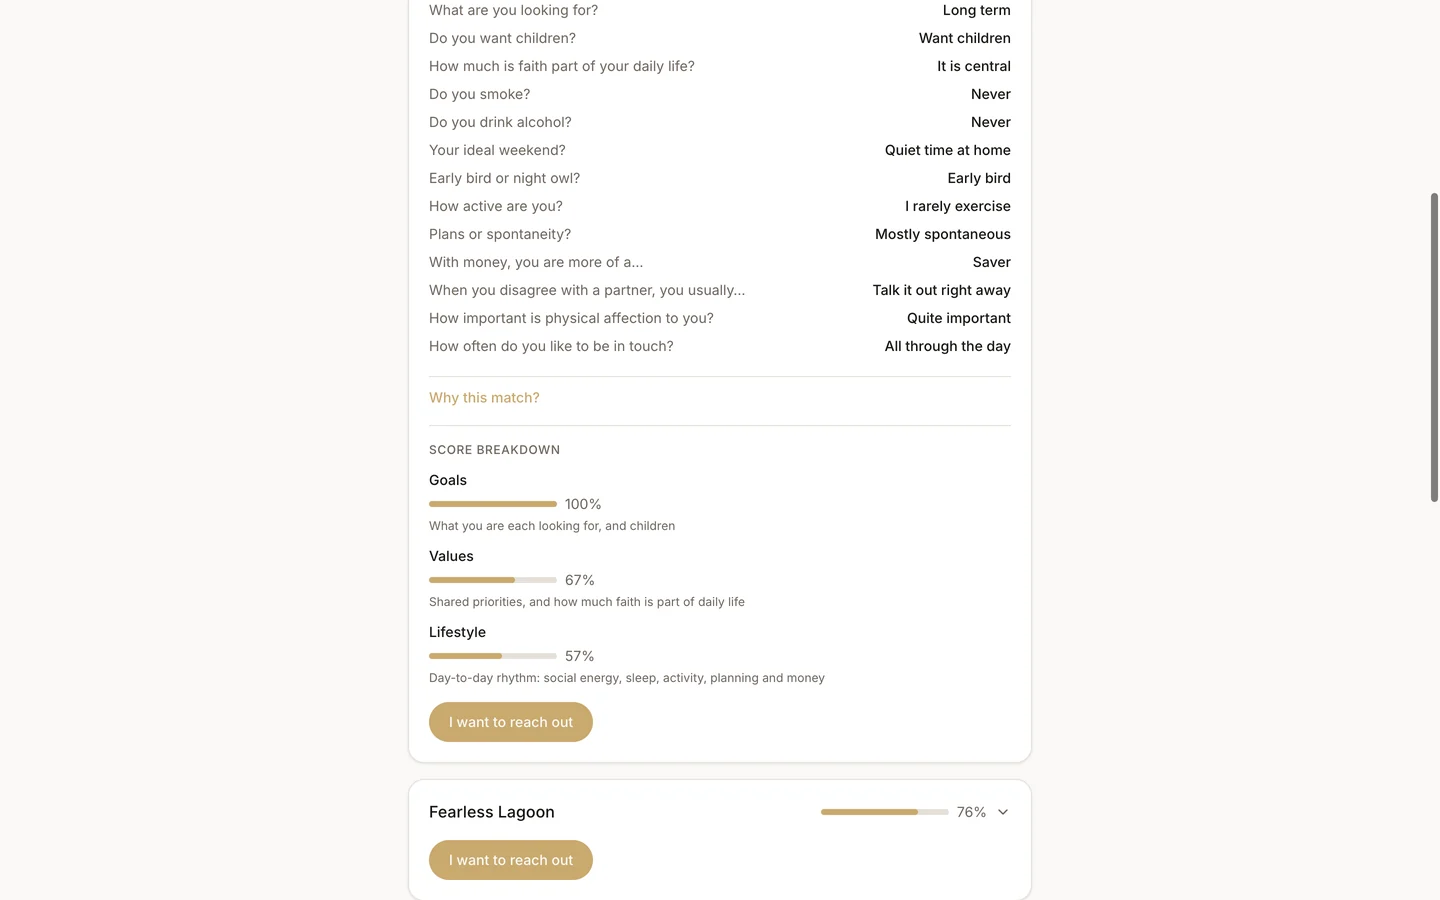 What are you looking for? Long term
Do you want children? Want children
How much is faith part of your daily life? It is central
Do you smoke? Never
Do you drink alcohol? Never
Your ideal weekend? Quiet time at home
Early bird or night owl? Early bird
How active are you? I rarely exercise
Plans or spontaneity? Mostly spontaneous
With money, you are more of a... Saver
When you disagree with a partner, you usually... Talk it out right away
How important is physical affection to you? Quite important
How often do you like to be in touch? All through the day
Why this match?
SCORE BREAKDOWN
Goals
100%
What you are each looking for, and children
Values
67%
Shared priorities, and how much faith is part of daily life
Lifestyle
57%
Day-to-day rhythm: social energy, sleep, activity, planning and money
I want to reach out
Fearless Lagoon 76%
I want to reach out